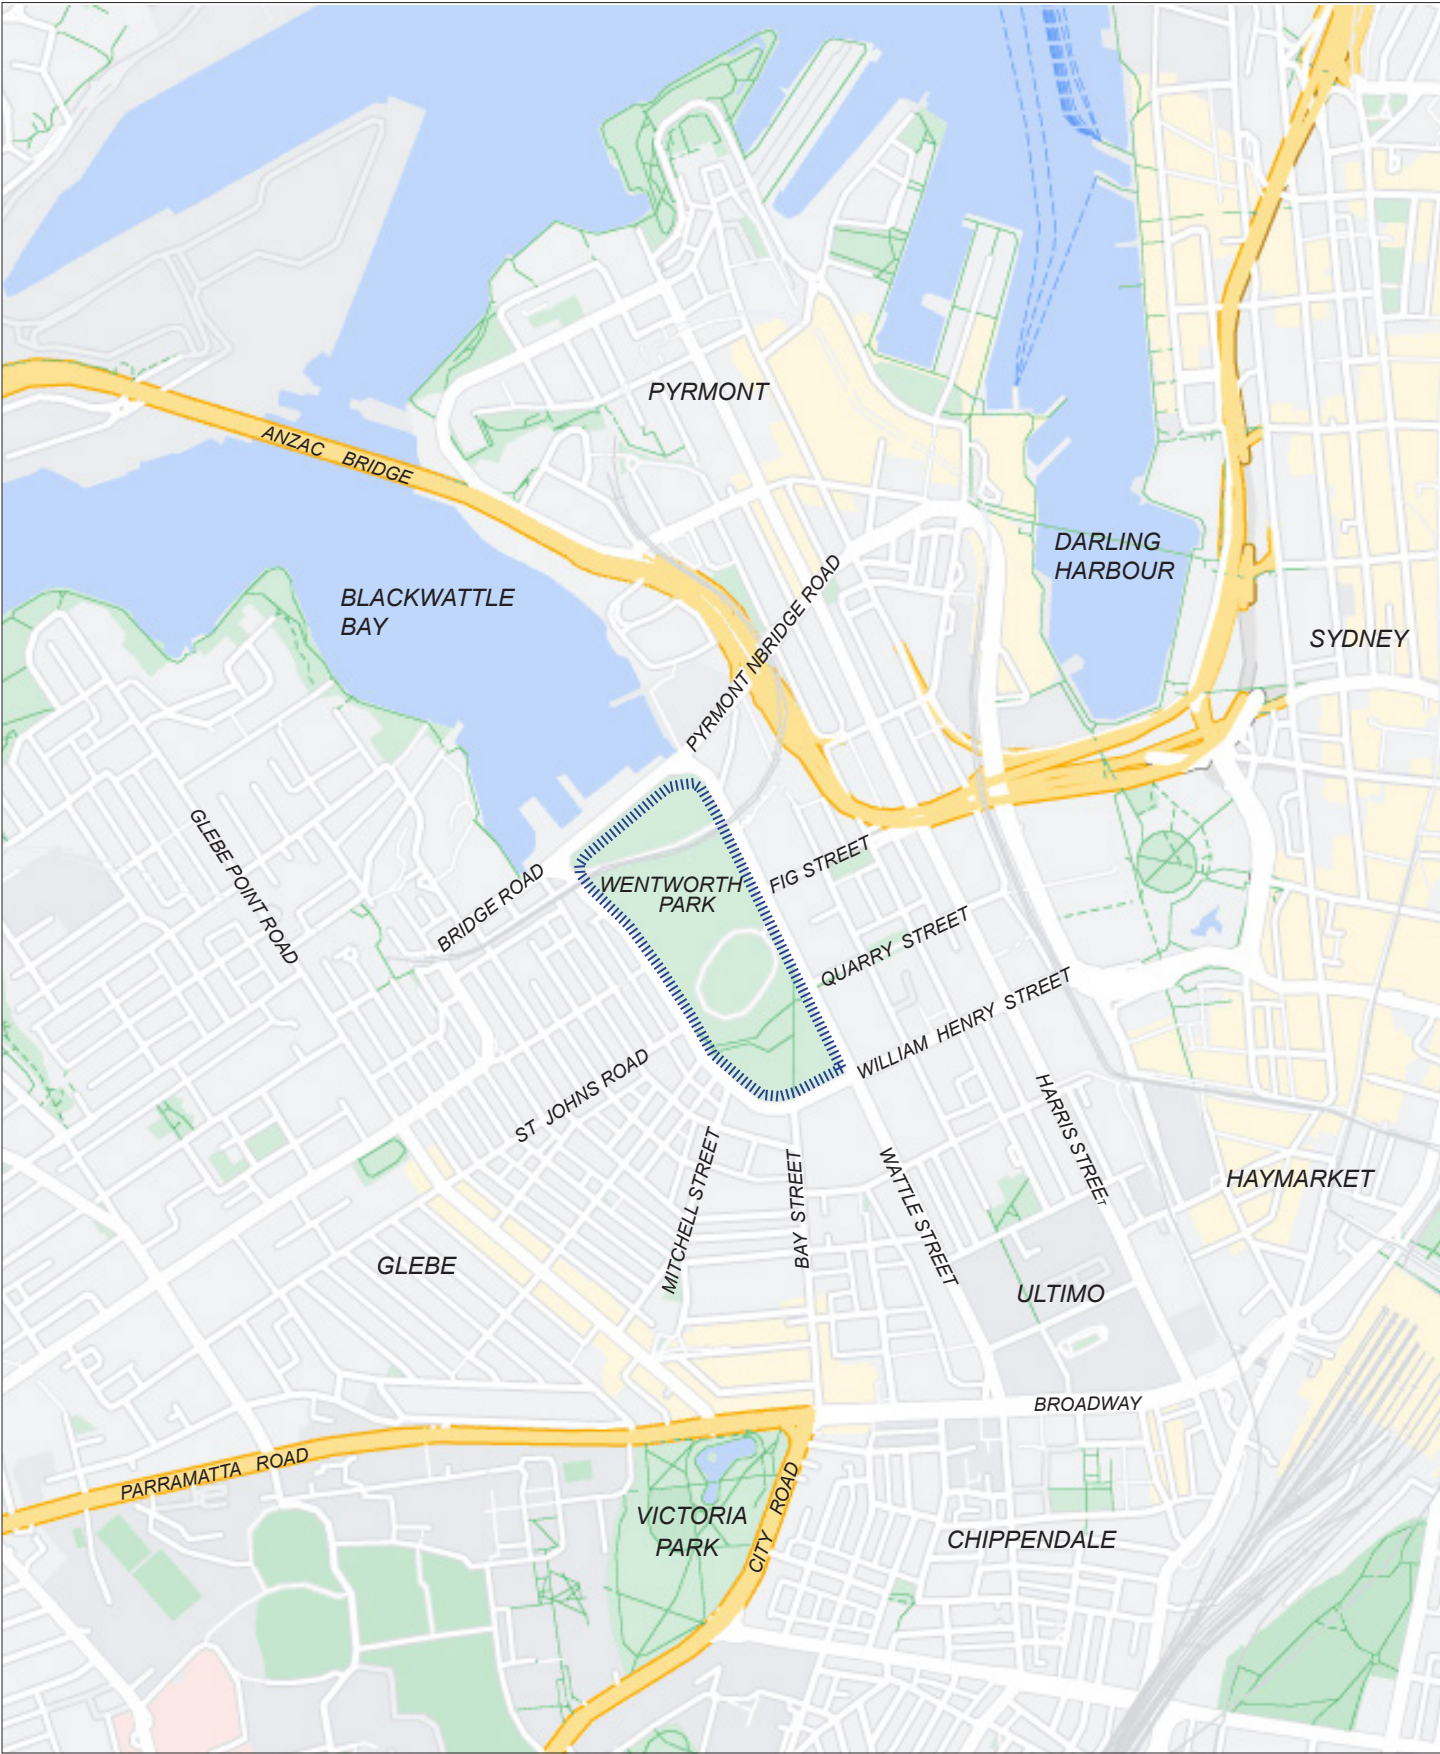 PYRMONT
ANZAC BRIDGE
DARLING
HARBOUR
BLACKWATTLE
BAY
PYRMONT NBRIDGE ROAD
SYDNEY
GLEBE POINT ROAD
BRIDGE ROAD
WENTWORTH
PARK
FIG STREET
QUARRY STREET
WILLIAM HENRY STREET
ST JOHNS ROAD
HARRIS STREET
MITCHELL STREET
BAY STREET
WATTLE STREET
HAYMARKET
GLEBE
ULTIMO
BROADWAY
PARRAMATTA ROAD
CITY ROAD
VICTORIA
PARK
CHIPPENDALE